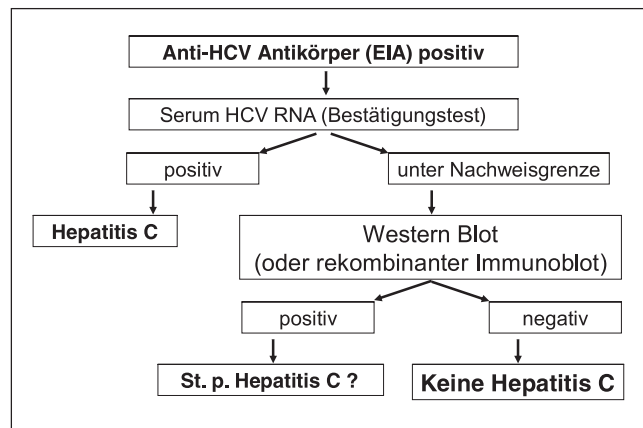 Anti-HCV Antikörper (EIA) positiv
Serum HCV RNA (Bestätigungstest)
positiv
unter Nachweisgrenze
Hepatitis C
Western Blot
(oder rekombinanter Immunoblot)
positiv
negativ
St. p. Hepatitis C ?
Keine Hepatitis C